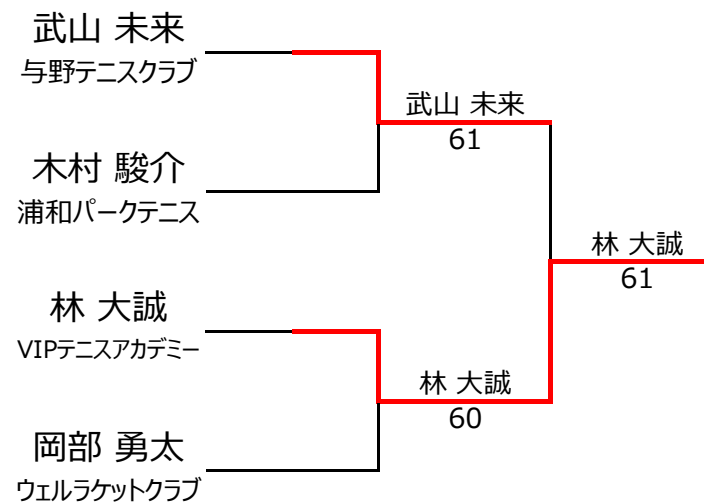 武山 未来
与野テニスクラブ
木村 駿介
浦和パークテニス
林 大誠
VIPテニスアカデミー
岡部 勇太
ウェルラケットクラブ
武山 未来
61
林 大誠
60
林 大誠
61